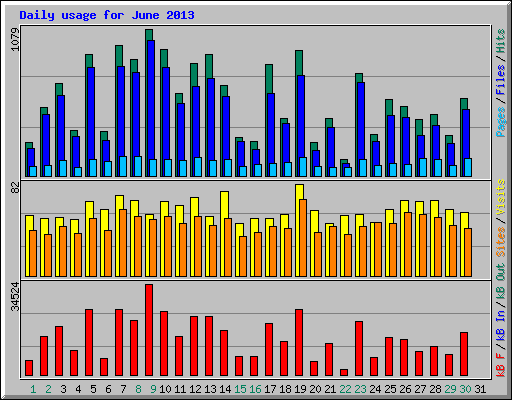 Daily usage for June 2013
1079
Pages / Files / Hits
82
Sites / Visits
34524
kB F / kB In / kB Out
1 2 3 4 5 6 7 8 9 10 11 12 13 14 15 16 17 18 19 20 21 22 23 24 25 26 27 28 29 30 31